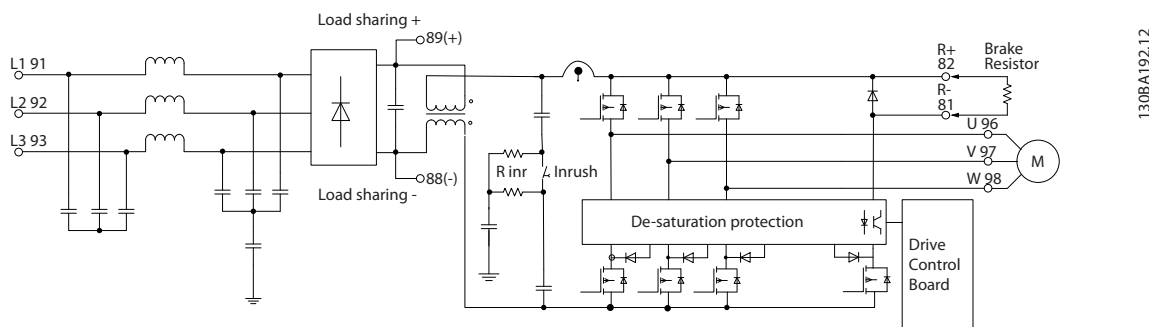 Load sharing +
89(+)
L1 91
L2 92
L3 93
88(-)
Load sharing -
R inr
Inrush
R+
82
Brake
Resistor
R-
81
U 96
V 97
W 98
M
De-saturation protection
Drive
Control
Board
130BA192.12